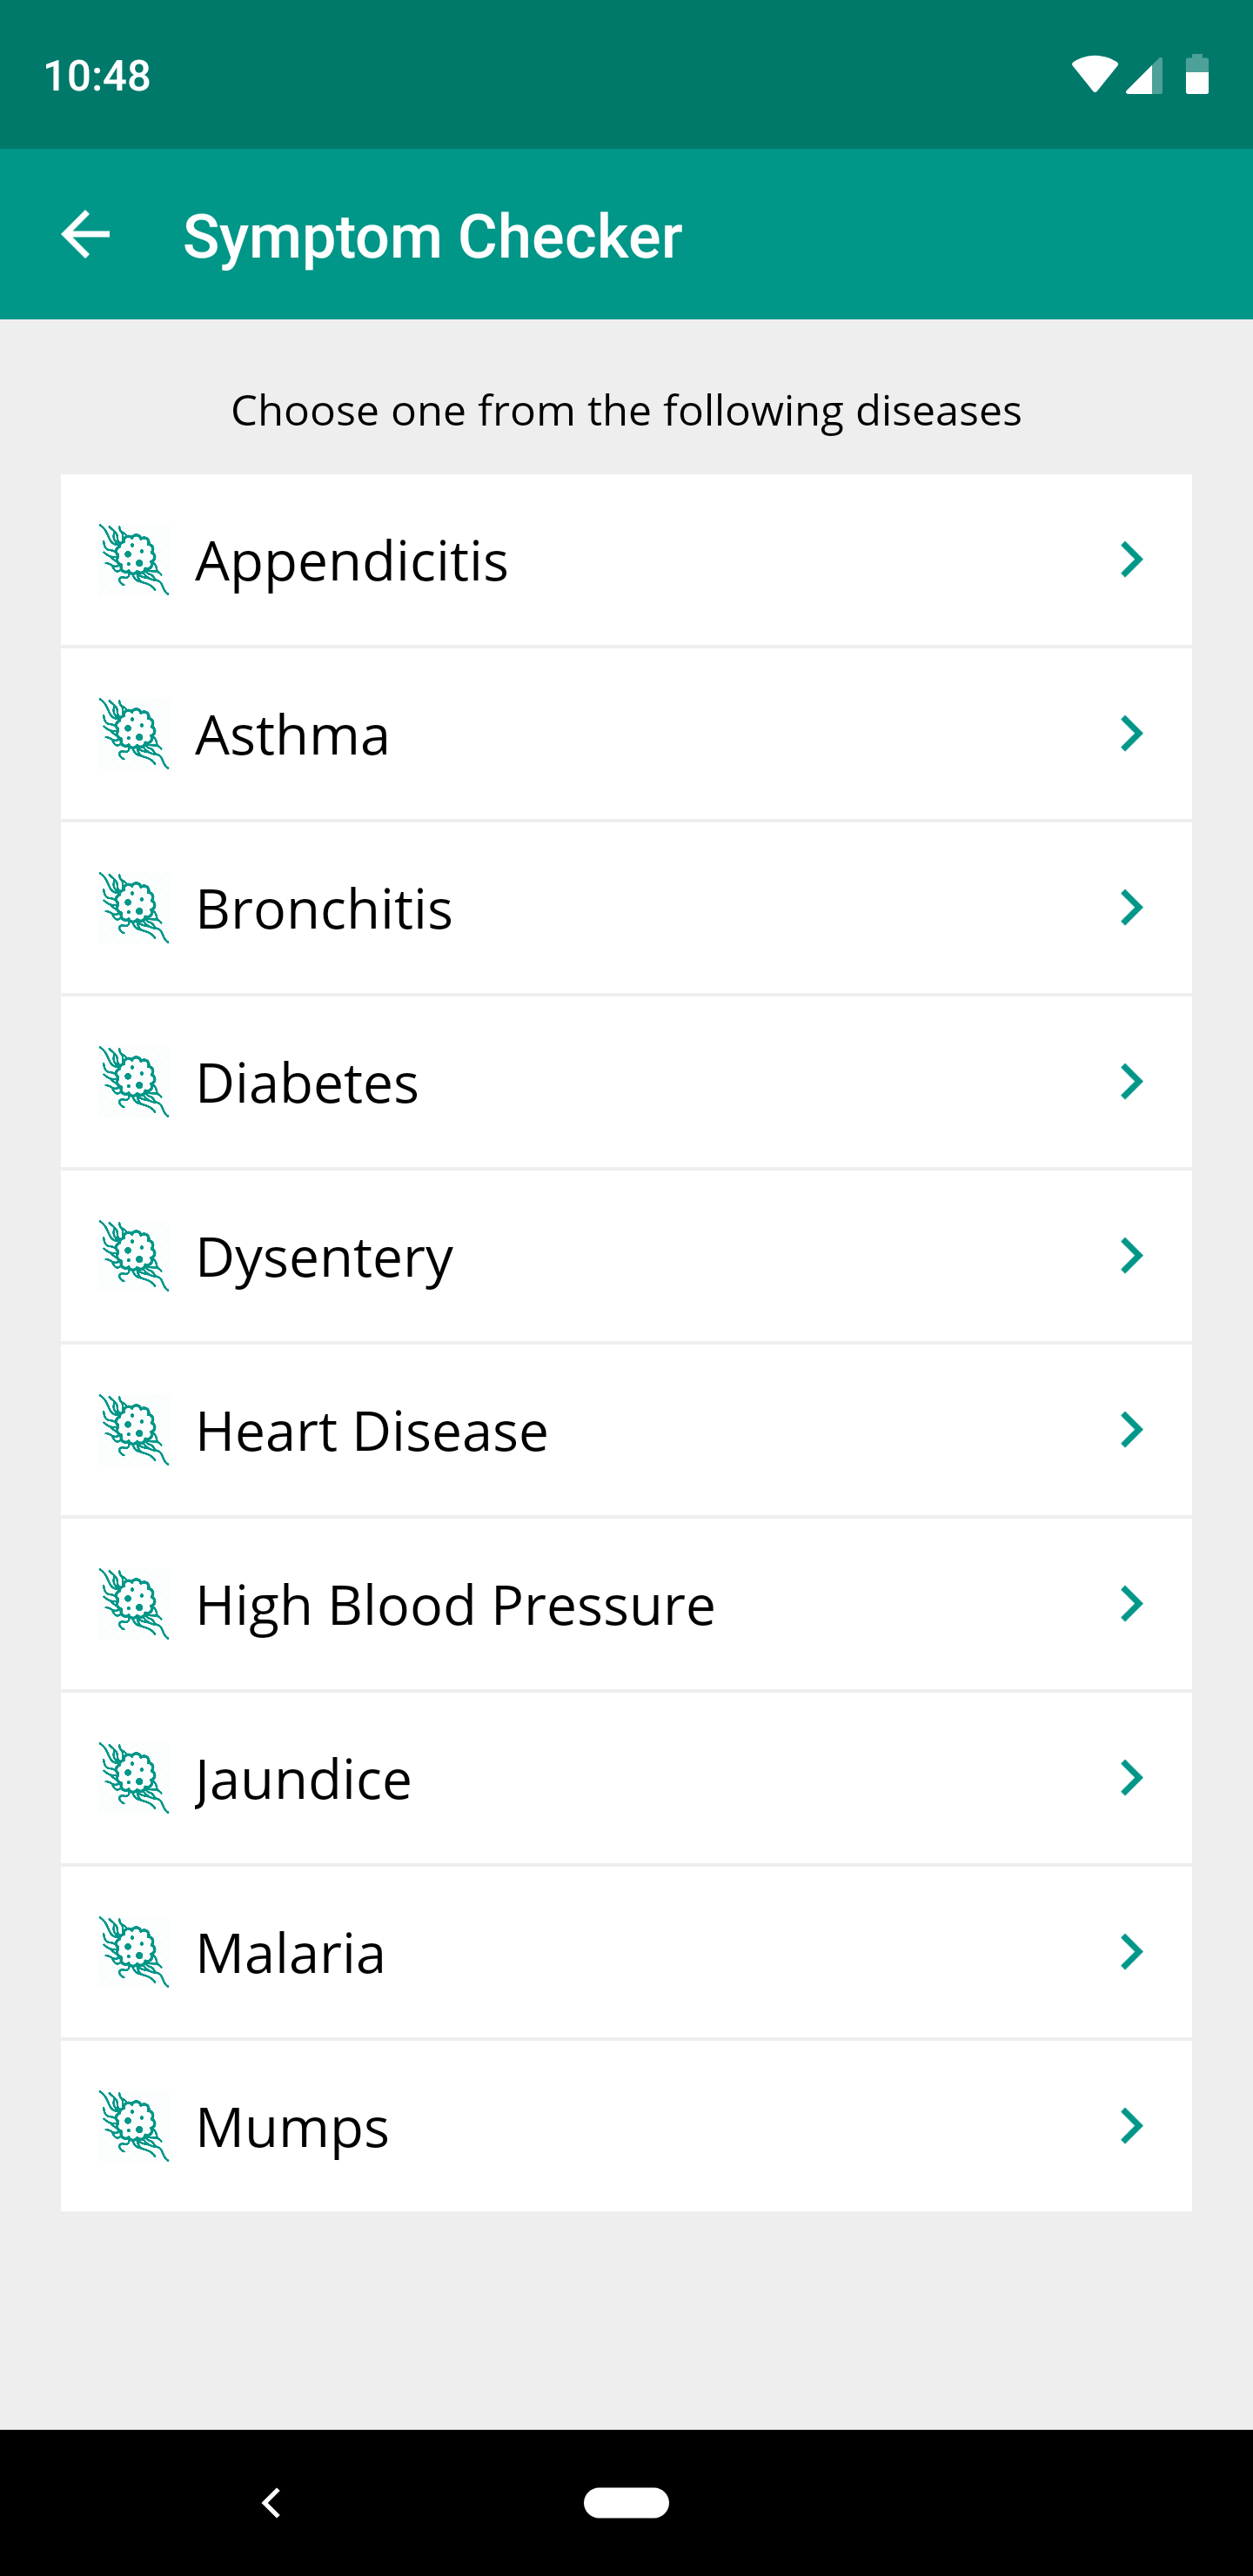 10:48
Symptom Checker
Choose one from the following diseases
Appendicitis
Asthma
Bronchitis
Diabetes
Dysentery
Heart Disease
High Blood Pressure
Jaundice
Malaria
Mumps